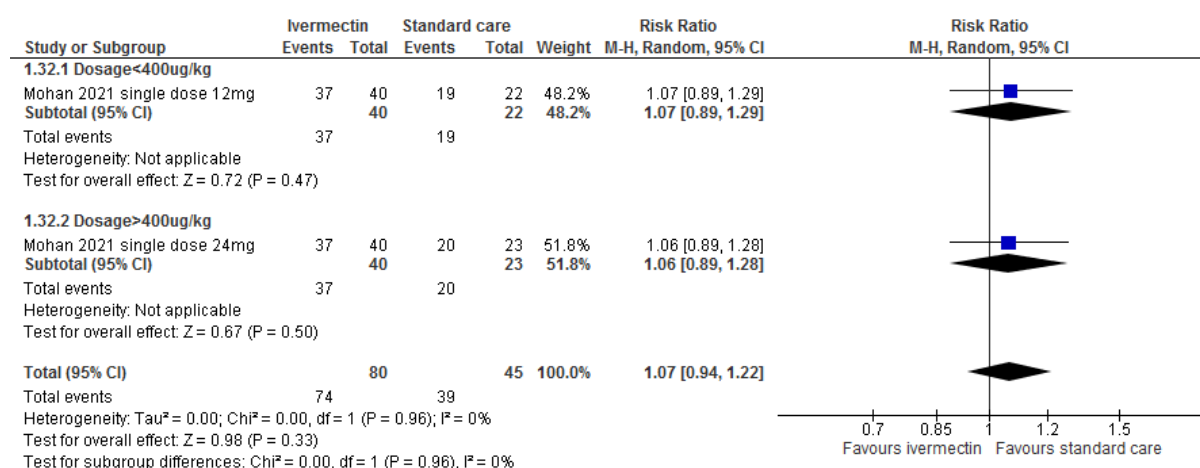 Ivermectin Standard care Risk Ratio Risk Ratio
Study or Subgroup Events Total Events Total Weight M-H, Random, 95% CI M-H, Random, 95% CI
1.32.1 Dosage<400ug/kg
Mohan 2021 single dose 12mg 37 40 19 22 48.2% 1.07 [0.89, 1.29]
Subtotal (95% CI) 40 22 48.2% 1.07 [0.89, 1.29]
Total events 37 19
Heterogeneity: Not applicable
Test for overall effect: Z = 0.72 (P = 0.47)
1.32.2 Dosage>400ug/kg
Mohan 2021 single dose 24mg 37 40 20 23 51.8% 1.06 [0.89, 1.28]
Subtotal (95% CI) 40 23 51.8% 1.06 [0.89, 1.28]
Total events 37 20
Heterogeneity: Not applicable
Test for overall effect: Z = 0.67 (P = 0.50)
Total (95% CI) 80 45 100.0% 1.07 [0.94, 1.22]
Total events 74 39
Heterogeneity: Tau² = 0.00; Chi² = 0.00, df = 1 (P = 0.96); I² = 0%
Test for overall effect: Z = 0.98 (P = 0.33)
Test for subgroup differences: Chi² = 0.00, df = 1 (P = 0.96), I² = 0%
0.7 0.85 1 1.2 1.5
Favours ivermectin Favours standard care